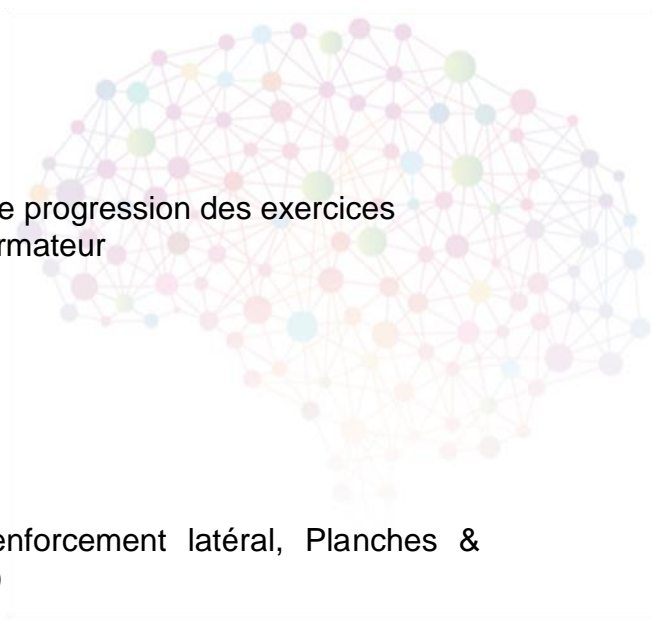 e progression des exercices
rmateur
enforcement latéral, Planches &
)